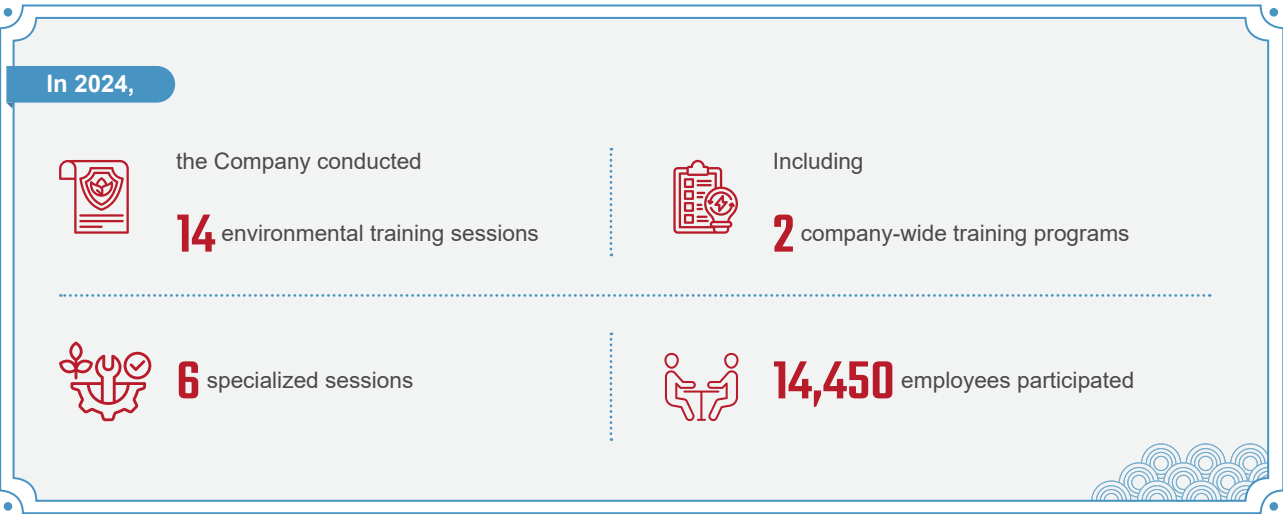 In 2024,
the Company conducted
14 environmental training sessions
Including
2 company-wide training programs
6 specialized sessions
14,450 employees participated